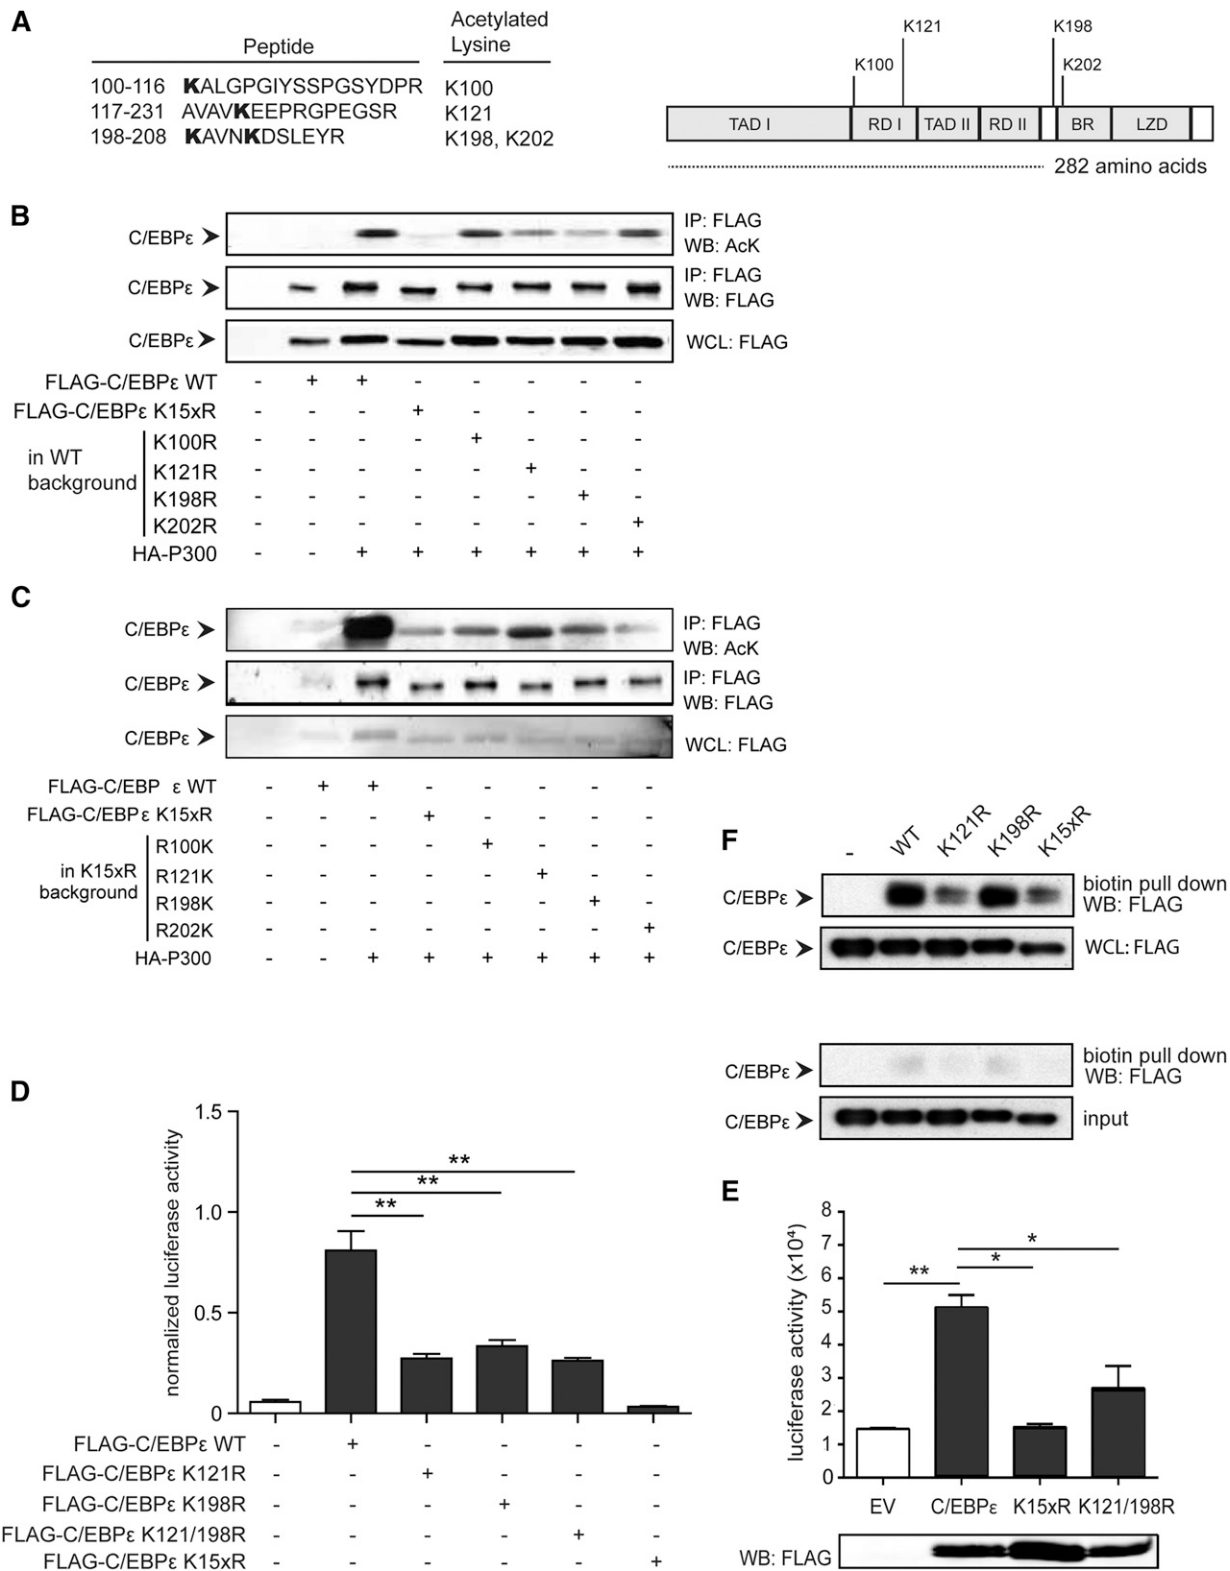 A
Peptide
Acetylated
Lysine
100-116 KALGPGIYSSPGSYDPR K100
117-231 AVAVKEEPRGPEGSR K121
198-208 KAVNKDSLEYR K198, K202
K121 K198
K100 K202
TAD I RD I TAD II RD II BR LZD
282 amino acids
B
C/EBPε IP: FLAG
WB: AcK
C/EBPε IP: FLAG
WB: FLAG
C/EBPε WCL: FLAG
FLAG-C/EBPε WT - + + - - - - -
FLAG-C/EBPε K15xR - - - + - - - -
in WT
background
K100R - - - - + - - -
K121R - - - - - + - -
K198R - - - - - - + -
K202R - - - - - - - +
HA-P300 - - + + + + + +
C
C/EBPε IP: FLAG
WB: AcK
C/EBPε IP: FLAG
WB: FLAG
C/EBPε WCL: FLAG
FLAG-C/EBP ε WT - + + - - - - -
FLAG-C/EBPε K15xR - - - + - - - -
in K15xR
background
R100K - - - - + - - -
R121K - - - - - + - -
R198K - - - - - - + -
R202K - - - - - - - +
HA-P300 - - + + + + + +
F
- WT K121R K198R K15xR
C/EBPε biotin pull down
WB: FLAG
C/EBPε WCL: FLAG
C/EBPε biotin pull down
WB: FLAG
C/EBPε input
D
normalized luciferase activity
1.5
1.0
0.5
0
** 
**
**
FLAG-C/EBPε WT - + - - - -
FLAG-C/EBPε K121R - - + - - -
FLAG-C/EBPε K198R - - - + - -
FLAG-C/EBPε K121/198R - - - - + -
FLAG-C/EBPε K15xR - - - - - +
E
luciferase activity (x10⁴)
8
7
6
5
4
3
2
1
0
*
*
**
EV C/EBPε K15xR K121/198R
WB: FLAG